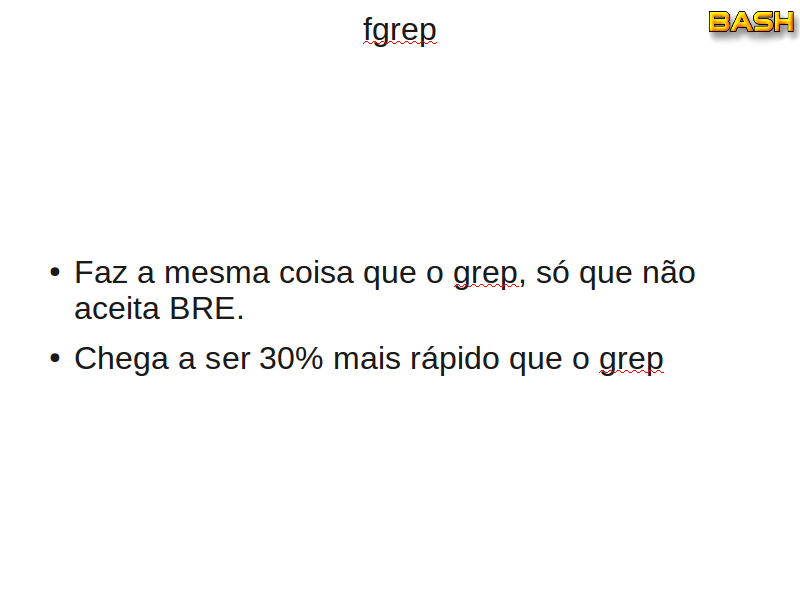 fgrep
BASH
• Faz a mesma coisa que o grep, só que não
aceita BRE.
• Chega a ser 30% mais rápido que o grep